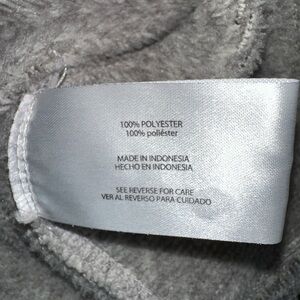 100% POLYESTER
100% poliéster
MADE IN INDONESIA
HECHO EN INDONESIA
SEE REVERSE FOR CARE
VER AL REVERSO PARA CUIDADO